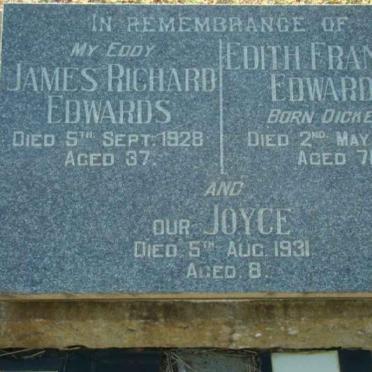 IN REMEMBRANCE OF
MY EDDY
JAMES RICHARD
EDWARDS
DIED 5TH. SEPT. 1928
AGED 37.
EDITH FRAN
EDWARD
BORN DICKE
DIED 2ND. MAY
AGED 7
AND
OUR JOYCE
DIED 5TH AUG. 1931
AGED 8.